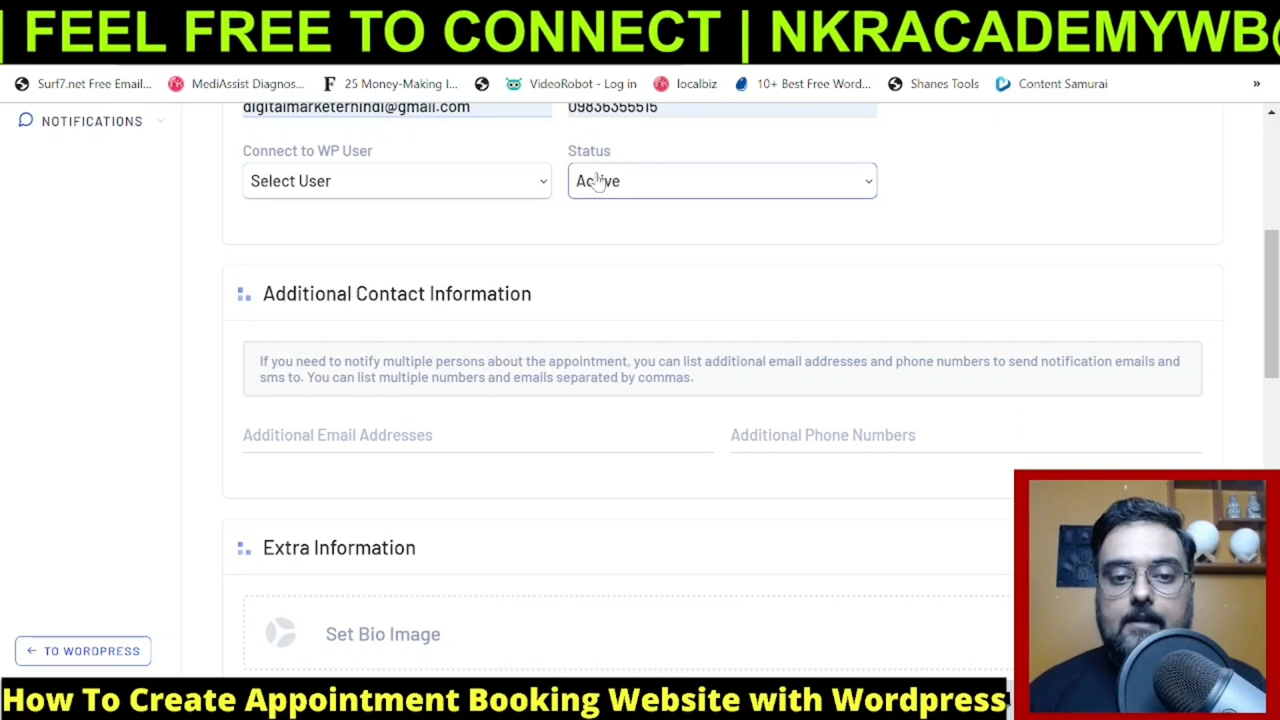 | FEEL FREE TO CONNECT | NKRACADEMYWB
Surf7.net Free Email... MediAssist Diagnos... 25 Money-Making I... VideoRobot - Log in localbiz 10+ Best Free Word... Shanes Tools Content Samurai »
NOTIFICATIONS
digitalmarketerhindi@gmail.com 09836355515
Connect to WP User Status
Select User Active
Additional Contact Information
If you need to notify multiple persons about the appointment, you can list additional email addresses and phone numbers to send notification emails and
sms to. You can list multiple numbers and emails separated by commas.
Additional Email Addresses Additional Phone Numbers
Extra Information
Set Bio Image
← TO WORDPRESS
How To Create Appointment Booking Website with Wordpress